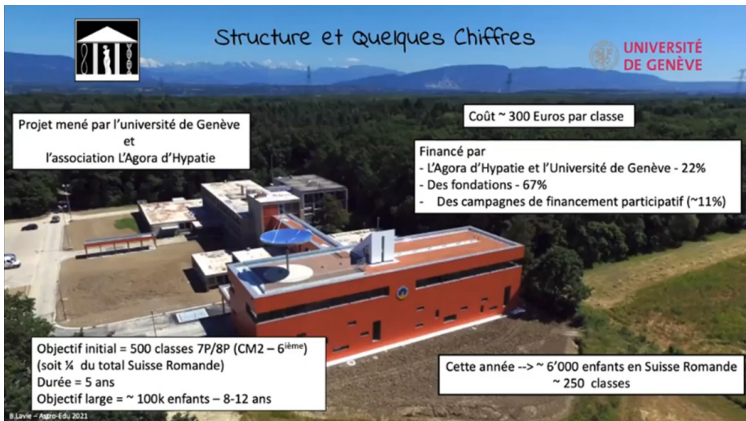 Structure et Quelques Chiffres
UNIVERSITÉ
DE GENÈVE
Projet mené par l'université de Genève
et
l'association L'Agora d'Hypatie
Coût ~ 300 Euros par classe
Financé par
- L'Agora d'Hypatie et l'Université de Genève - 22%
- Des fondations - 67%
- Des campagnes de financement participatif (~11%)
Objectif initial = 500 classes 7P/8P (CM2 – 6ième)
(soit ¼ du total Suisse Romande)
Durée = 5 ans
Objectif large = ~ 100k enfants – 8-12 ans
Cette année --> ~ 6'000 enfants en Suisse Romande
~ 250 classes
B.Lavie – Astro-Edu 2021